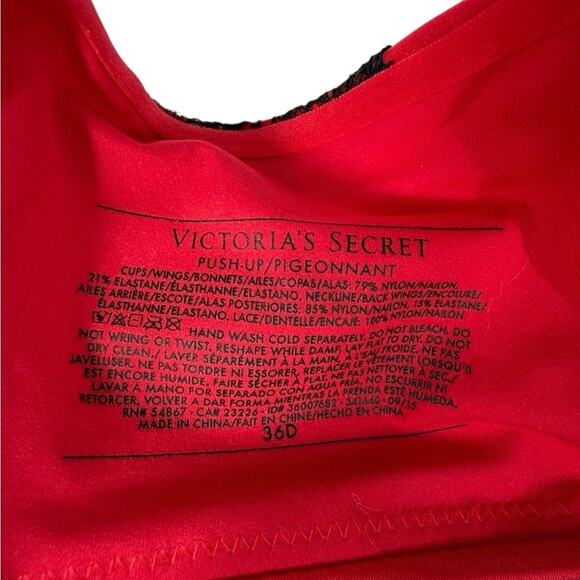 VICTORIA'S SECRET
PUSH-UP/PIGEONNANT
CUPS/WINGS/BONNETS/AILES/COPAS/ALAS: 79% NYLON/NAILON,
21% ELASTANE/ÉLASTHANNE/ELASTANO. NECKLINE/BACK WINGS/ENCOLURE/
AILES ARRIÈRE/ESCOTE/ALAS POSTERIORES: 85% NYLON/NAILON, 15% ELASTANE/
ÉLASTHANNE/ELASTANO. LACE/DENTELLE/ENCAJE: 100% NYLON/NAILON.
HAND WASH COLD SEPARATELY. DO NOT BLEACH. DO
NOT WRING OR TWIST. RESHAPE WHILE DAMP. LAY FLAT TO DRY. DO NOT
DRY CLEAN./ LAVER SÉPARÉMENT À LA MAIN, À L'EAU FROIDE. NE PAS
JAVELLISER. NE PAS TORDRE NI ESSORER. REPLACER LE VÊTEMENT LORSQU'IL
EST ENCORE HUMIDE. FAIRE SÉCHER À PLAT. NE PAS NETTOYER À SEC./
LAVAR A MANO POR SEPARADO CON AGUA FRÍA. NO ESCURRIR NI
RETORCER. VOLVER A DAR FORMA MIENTRAS LA PRENDA ESTÉ HÚMEDA.
RN# 54867 • CA# 23226 • ID# 36007682 • 341640 • 09/15
MADE IN CHINA/FAIT EN CHINE/HECHO EN CHINA
36D